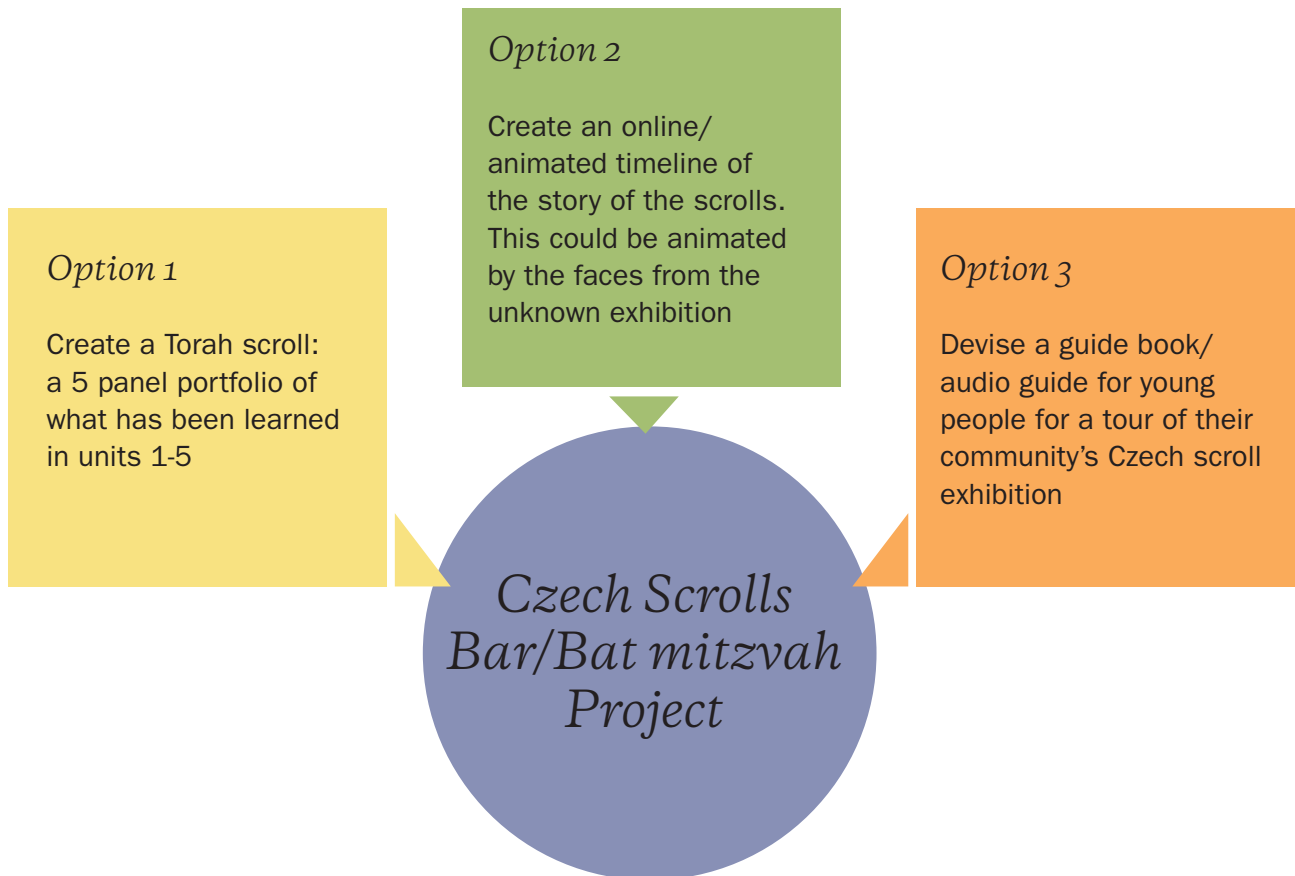 Option 1
Create a Torah scroll:
a 5 panel portfolio of
what has been learned
in units 1-5
Option 2
Create an online/
animated timeline of
the story of the scrolls.
This could be animated
by the faces from the
unknown exhibition
Option 3
Devise a guide book/
audio guide for young
people for a tour of their
community’s Czech scroll
exhibition
Czech Scrolls
Bar/Bat mitzvah
Project